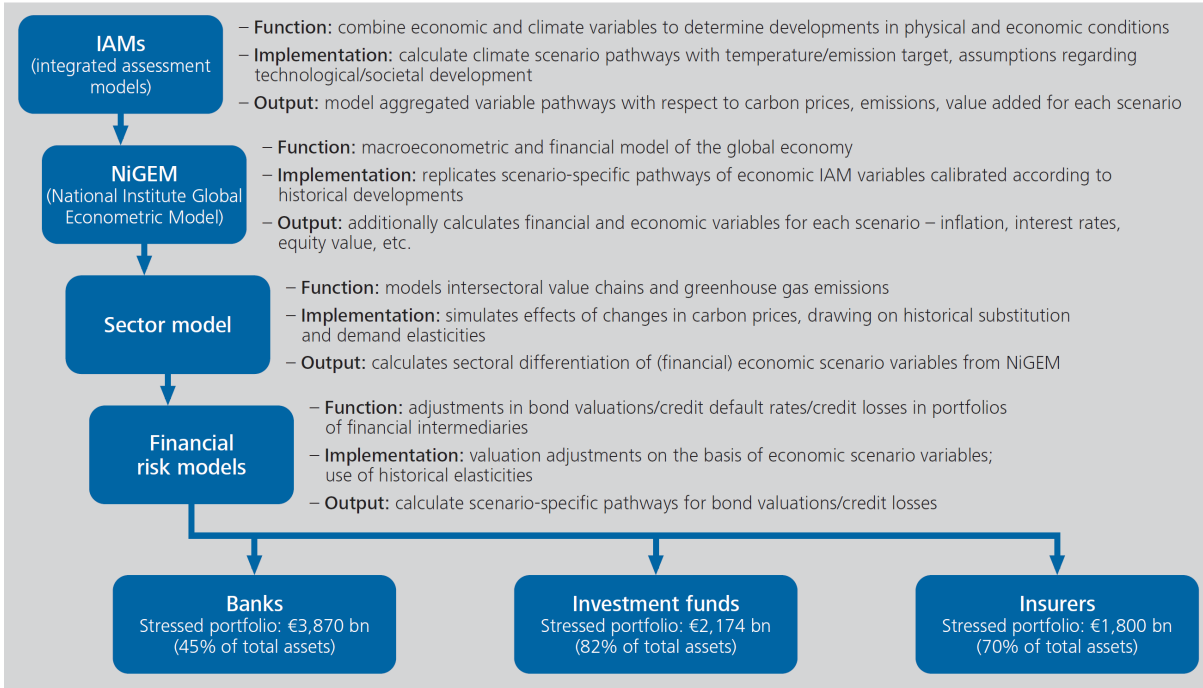 IAMs
(integrated assessment
models)
– Function: combine economic and climate variables to determine developments in physical and economic conditions
– Implementation: calculate climate scenario pathways with temperature/emission target, assumptions regarding
technological/societal development
– Output: model aggregated variable pathways with respect to carbon prices, emissions, value added for each scenario
NiGEM
(National Institute Global
Econometric Model)
– Function: macroeconometric and financial model of the global economy
– Implementation: replicates scenario-specific pathways of economic IAM variables calibrated according to
historical developments
– Output: additionally calculates financial and economic variables for each scenario – inflation, interest rates,
equity value, etc.
Sector model
– Function: models intersectoral value chains and greenhouse gas emissions
– Implementation: simulates effects of changes in carbon prices, drawing on historical substitution
and demand elasticities
– Output: calculates sectoral differentiation of (financial) economic scenario variables from NiGEM
Financial
risk models
– Function: adjustments in bond valuations/credit default rates/credit losses in portfolios
of financial intermediaries
– Implementation: valuation adjustments on the basis of economic scenario variables;
use of historical elasticities
– Output: calculate scenario-specific pathways for bond valuations/credit losses
Banks
Stressed portfolio: €3,870 bn
(45% of total assets)
Investment funds
Stressed portfolio: €2,174 bn
(82% of total assets)
Insurers
Stressed portfolio: €1,800 bn
(70% of total assets)